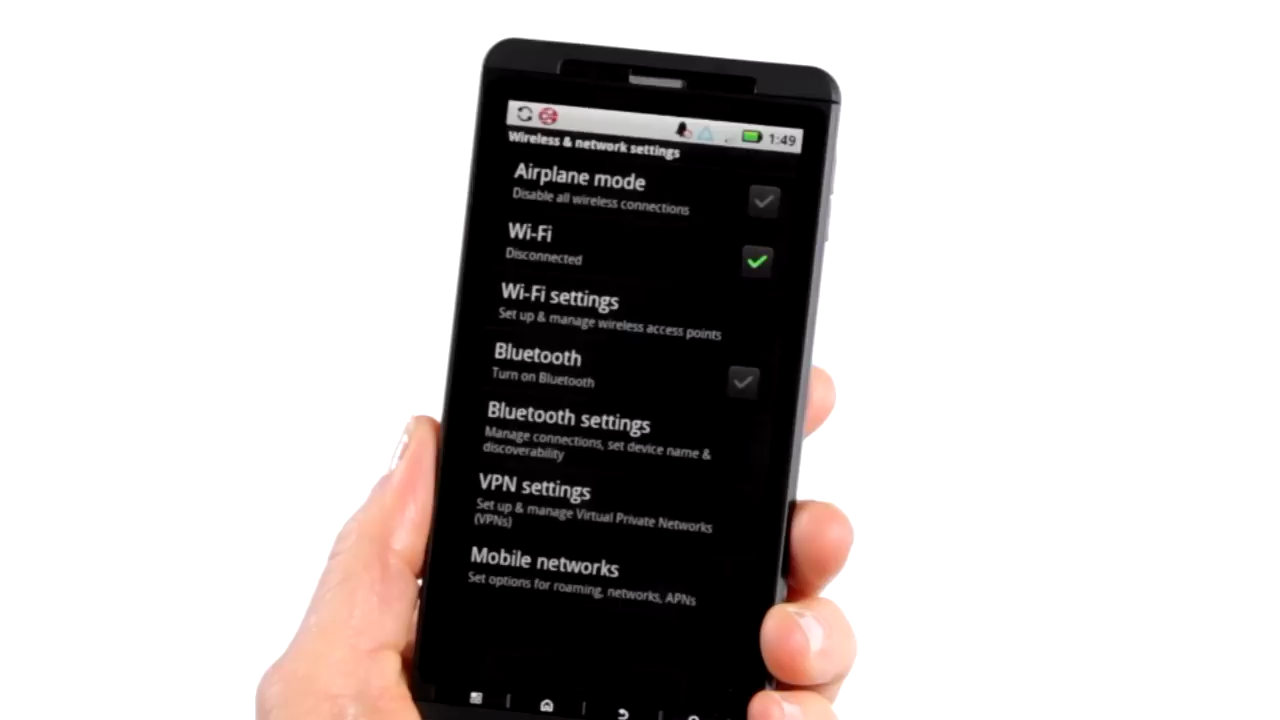 1:49
Wireless & network settings
Airplane mode
Disable all wireless connections
Wi-Fi
Disconnected
Wi-Fi settings
Set up & manage wireless access points
Bluetooth
Turn on Bluetooth
Bluetooth settings
Manage connections, set device name &
discoverability
VPN settings
Set up & manage Virtual Private Networks
(VPNs)
Mobile networks
Set options for roaming, networks, APNs